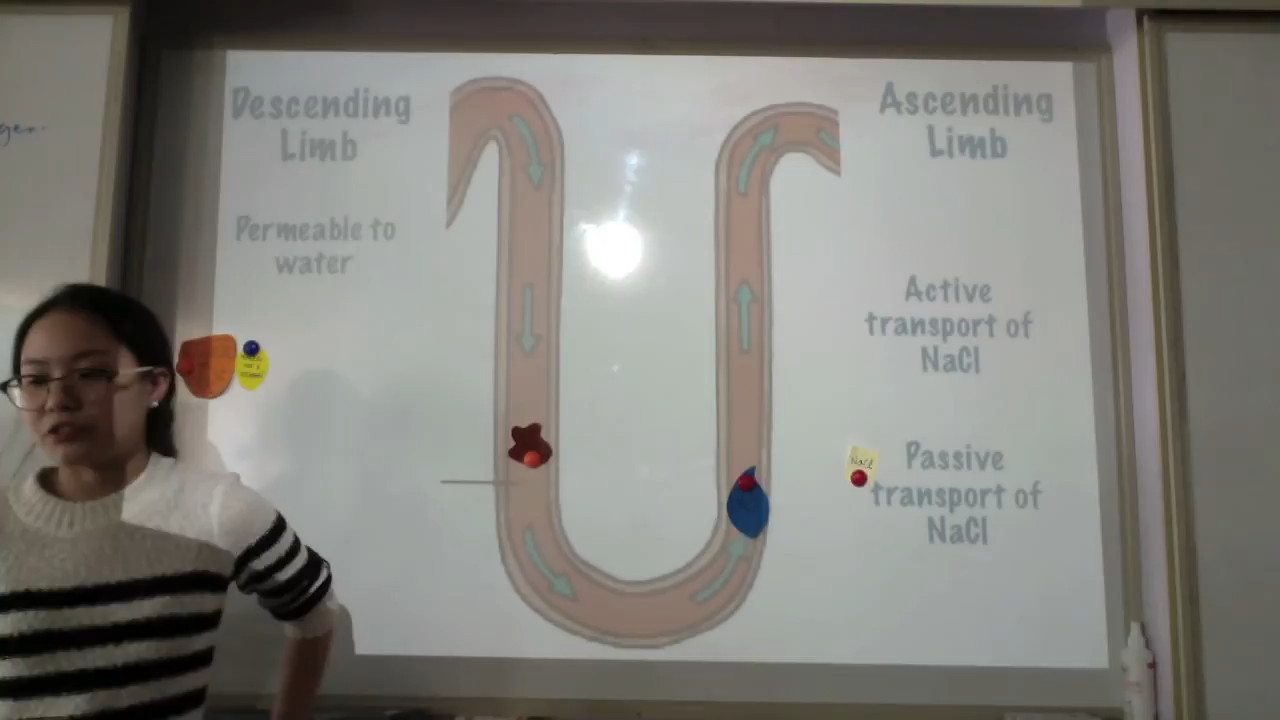 Descending
Limb
Permeable to
water
Ascending
Limb
Active
transport of
NaCl
Passive
transport of
NaCl
NaCl